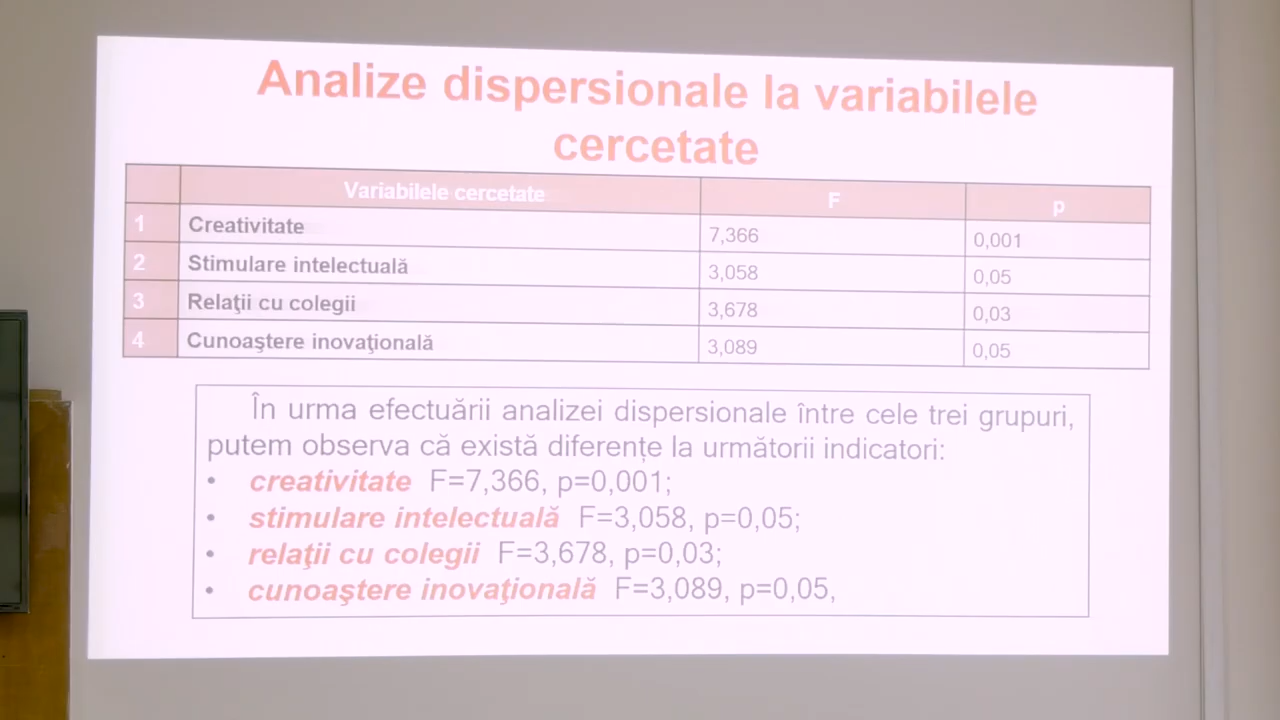 Analize dispersionale la variabilele
cercetate
Variabilele cercetate F p
1 Creativitate 7,366 0,001
2 Stimulare intelectuală 3,058 0,05
3 Relaţii cu colegii 3,678 0,03
4 Cunoaştere inovaţională 3,089 0,05
În urma efectuării analizei dispersionale între cele trei grupuri,
putem observa că există diferențe la următorii indicatori:
• creativitate F=7,366, p=0,001;
• stimulare intelectuală F=3,058, p=0,05;
• relaţii cu colegii F=3,678, p=0,03;
• cunoaştere inovaţională F=3,089, p=0,05,